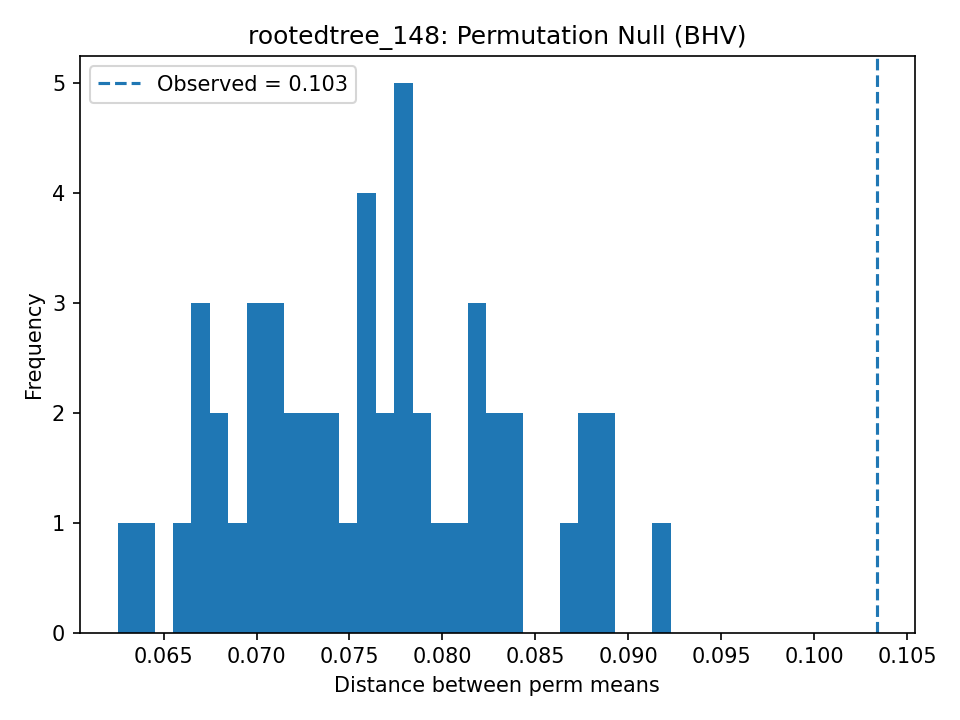 rootedtree_148: Permutation Null (BHV)
Observed = 0.103
Frequency
5
4
3
2
1
0
0.065 0.070 0.075 0.080 0.085 0.090 0.095 0.100 0.105
Distance between perm means